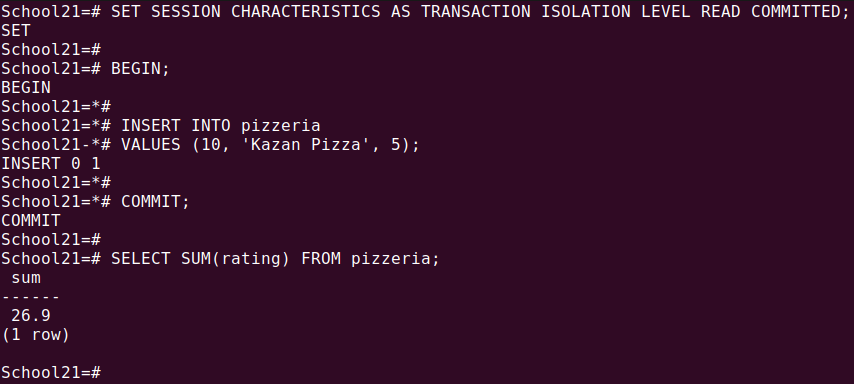 School21=# SET SESSION CHARACTERISTICS AS TRANSACTION ISOLATION LEVEL READ COMMITTED;
SET
School21=#
School21=# BEGIN;
BEGIN
School21=*#
School21=*# INSERT INTO pizzeria
School21-*# VALUES (10, 'Kazan Pizza', 5);
INSERT 0 1
School21=*#
School21=*# COMMIT;
COMMIT
School21=#
School21=# SELECT SUM(rating) FROM pizzeria;
 sum
------
 26.9
(1 row)

School21=#